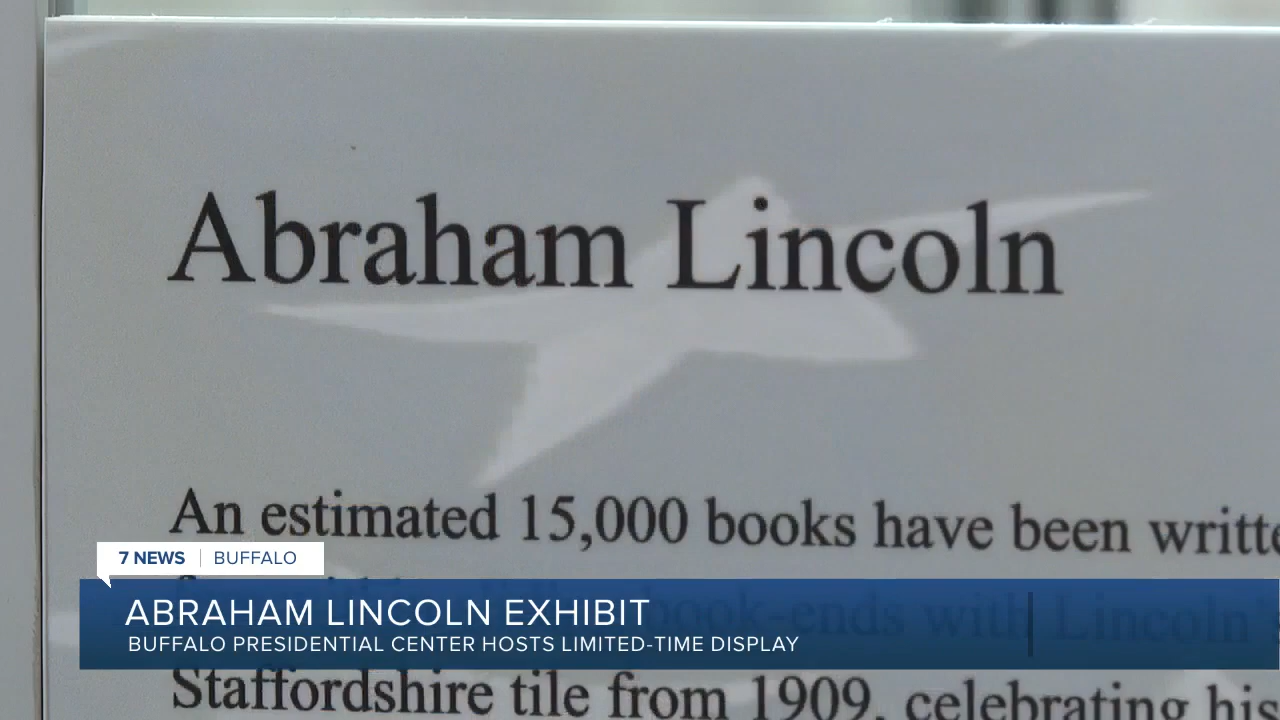 Abraham Lincoln
An estimated 15,000 books have been
7 NEWS | BUFFALO
book-ends with Lincoln
ABRAHAM LINCOLN EXHIBIT
BUFFALO PRESIDENTIAL CENTER HOSTS LIMITED-TIME DISPLAY
Staffordshire tile from 1909, celebrating his